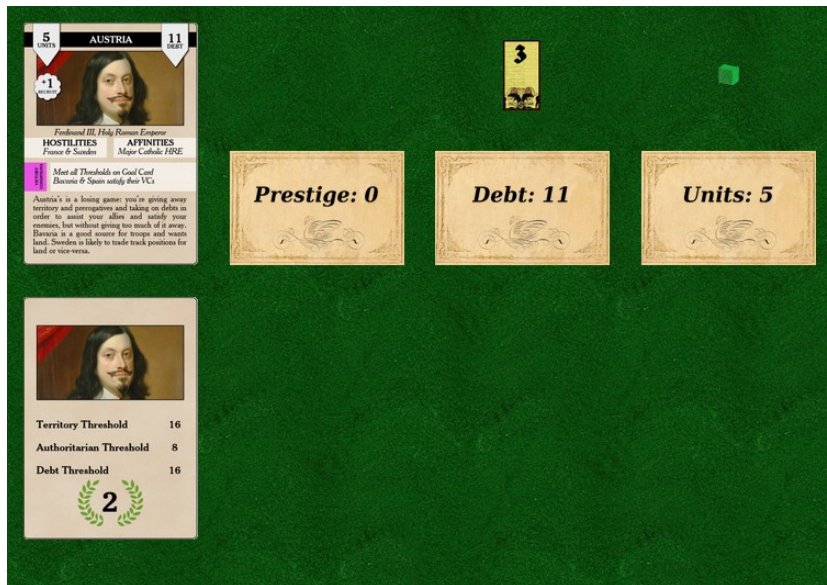 5
UNITS
AUSTRIA
11
DEBT
+1
RECRUIT
Ferdinand III, Holy Roman Emperor
HOSTILITIES
France & Sweden
AFFINITIES
Major Catholic HRE
Meet all Thresholds on Goal Card
Bavaria & Spain satisfy their VCs
Austria's is a losing game: you're giving away
territory and prerogatives and taking on debts in
order to assist your allies and satisfy your
enemies, but without giving too much of it away.
Bavaria is a good source for troops and wants
land. Sweden is likely to trade track positions for
land or vice-versa.
3
Prestige: 0
Debt: 11
Units: 5
Territory Threshold 16
Authoritarian Threshold 8
Debt Threshold 16
2